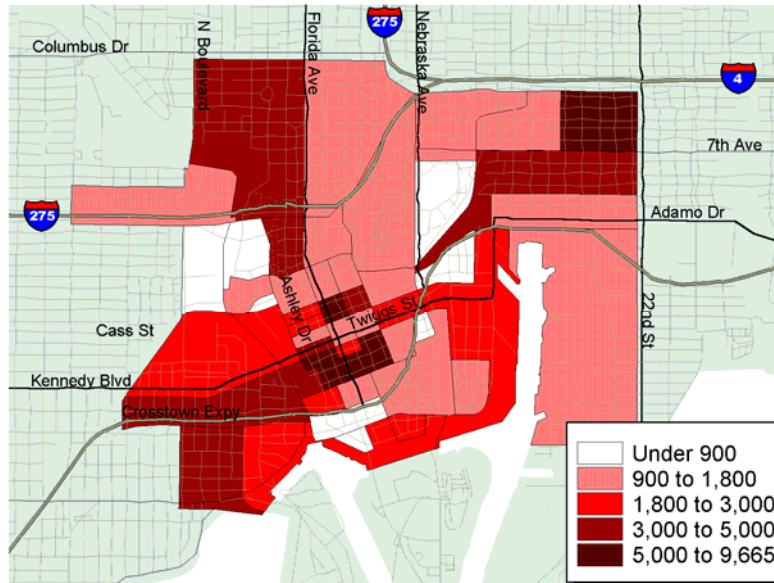 275
Columbus Dr
N Boulevard
Florida Ave
Nebraska Ave
4
7th Ave
275
Adamo Dr
Ashley Dr
Twiggs St
22nd St
Cass St
Kennedy Blvd
Crosstown Expy
Under 900
900 to 1,800
1,800 to 3,000
3,000 to 5,000
5,000 to 9,665